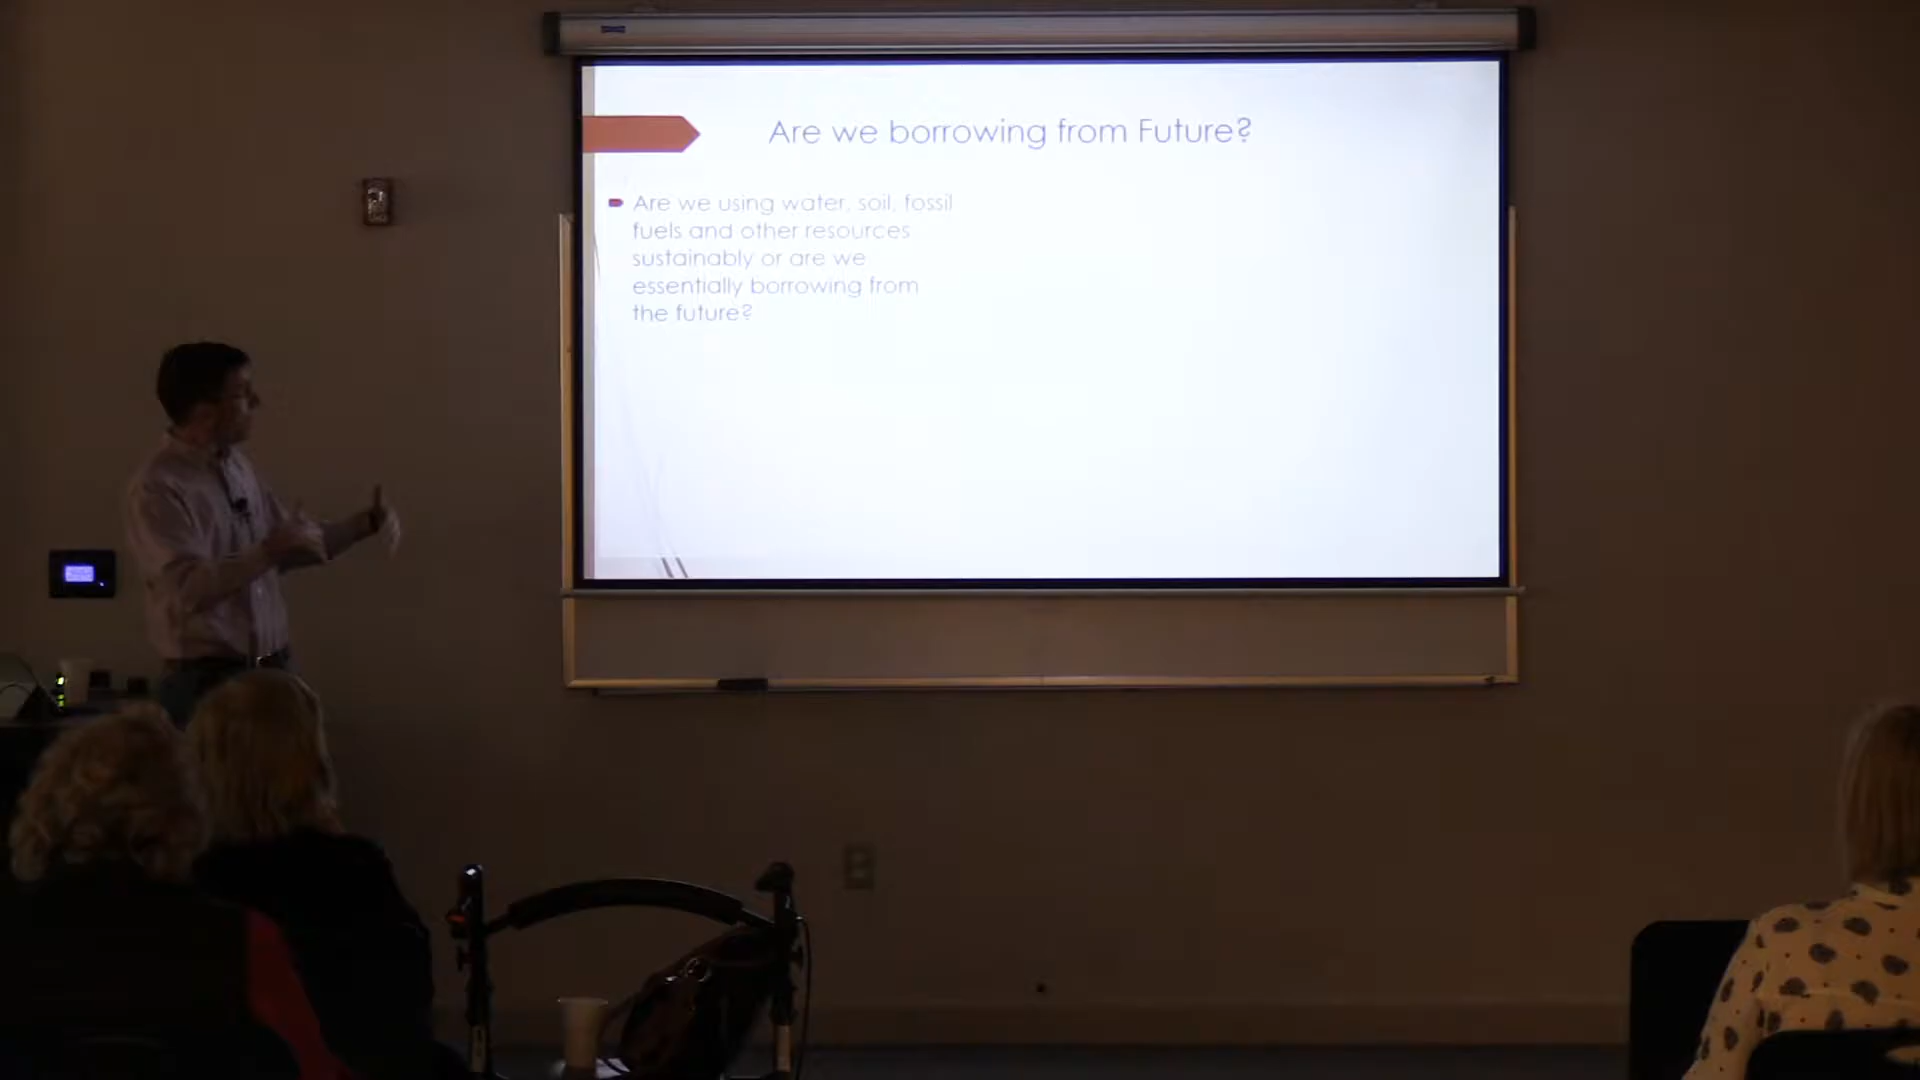 Are we borrowing from Future?
Are we using water, soil, fossil
fuels and other resources
sustainably or are we
essentially borrowing from
the future?